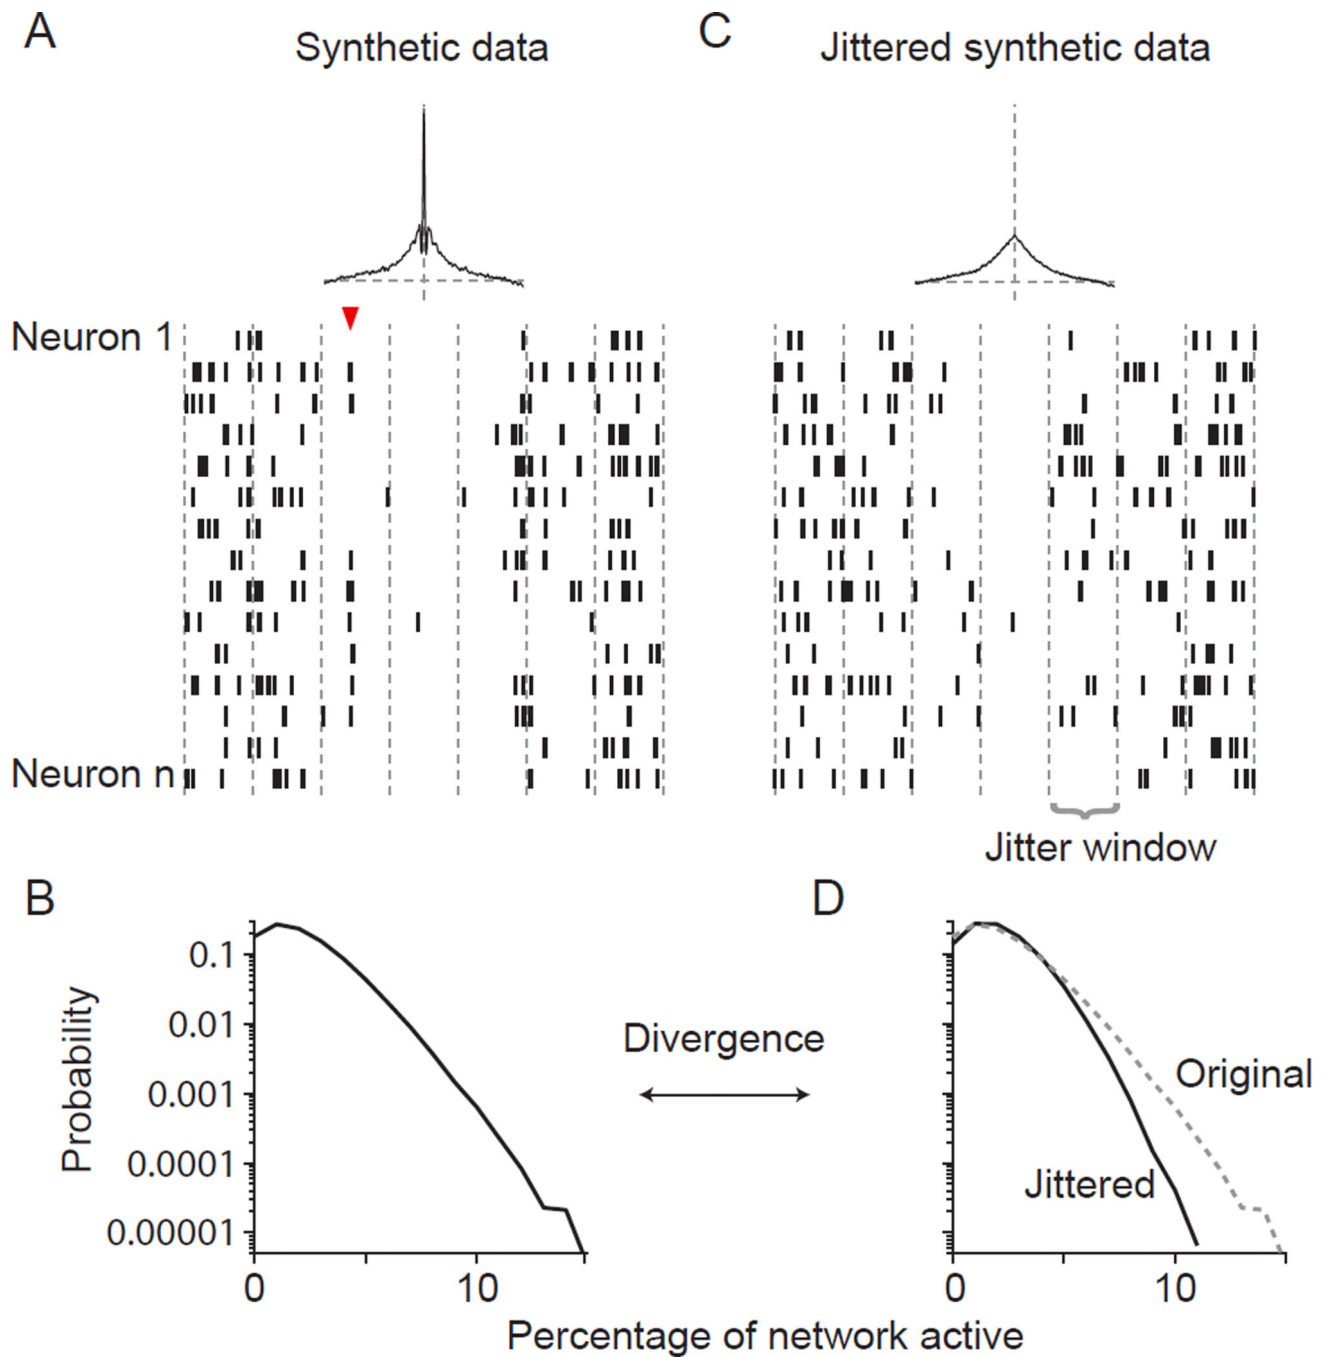 A
Synthetic data
C
Jittered synthetic data
Neuron 1
Neuron n
Jitter window
B
D
Probability
0.1
0.01
0.001
0.0001
0.00001
0
10
Divergence
Original
Jittered
0
10
Percentage of network active